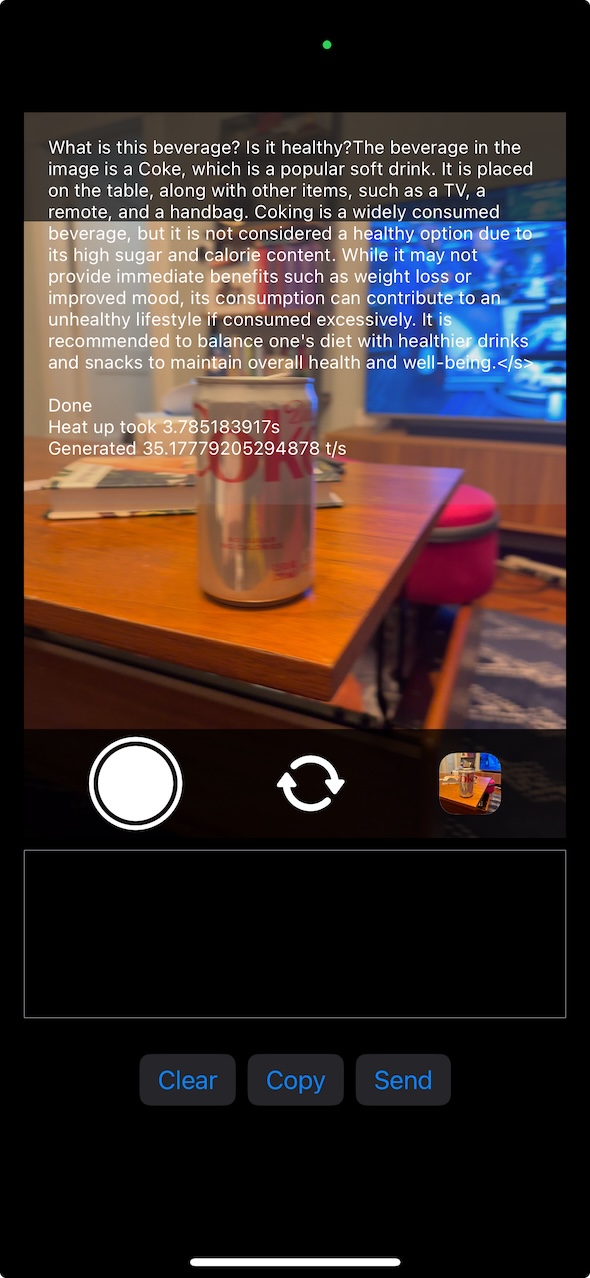 What is this beverage? Is it healthy?The beverage in the
image is a Coke, which is a popular soft drink. It is placed
on the table, along with other items, such as a TV, a
remote, and a handbag. Coking is a widely consumed
beverage, but it is not considered a healthy option due to
its high sugar and calorie content. While it may not
provide immediate benefits such as weight loss or
improved mood, its consumption can contribute to an
unhealthy lifestyle if consumed excessively. It is
recommended to balance one's diet with healthier drinks
and snacks to maintain overall health and well-being.</s>
Done
Heat up took 3.785183917s
Generated 35.17779205294878 t/s
COKE
Clear Copy Send